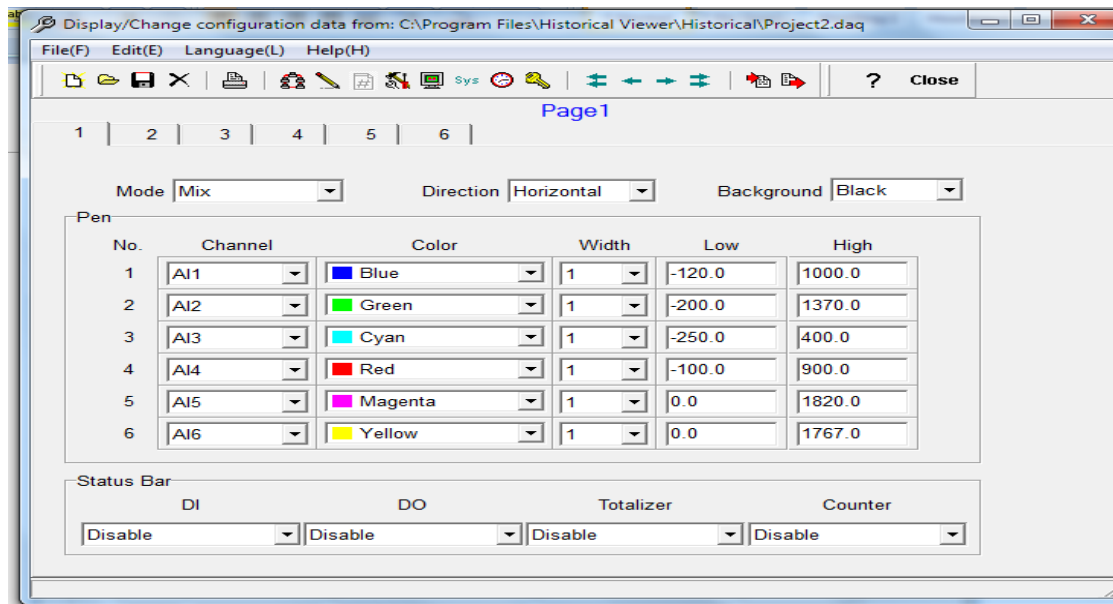 Display/Change configuration data from: C:\Program Files\Historical Viewer\Historical\Project2.daq
File(F) Edit(E) Language(L) Help(H)
Sys ? Close
Page1
1 2 3 4 5 6
Mode Mix Direction Horizontal Background Black
Pen
No. Channel Color Width Low High
1 AI1 Blue 1 -120.0 1000.0
2 AI2 Green 1 -200.0 1370.0
3 AI3 Cyan 1 -250.0 400.0
4 AI4 Red 1 -100.0 900.0
5 AI5 Magenta 1 0.0 1820.0
6 AI6 Yellow 1 0.0 1767.0
Status Bar
DI DO Totalizer Counter
Disable Disable Disable Disable